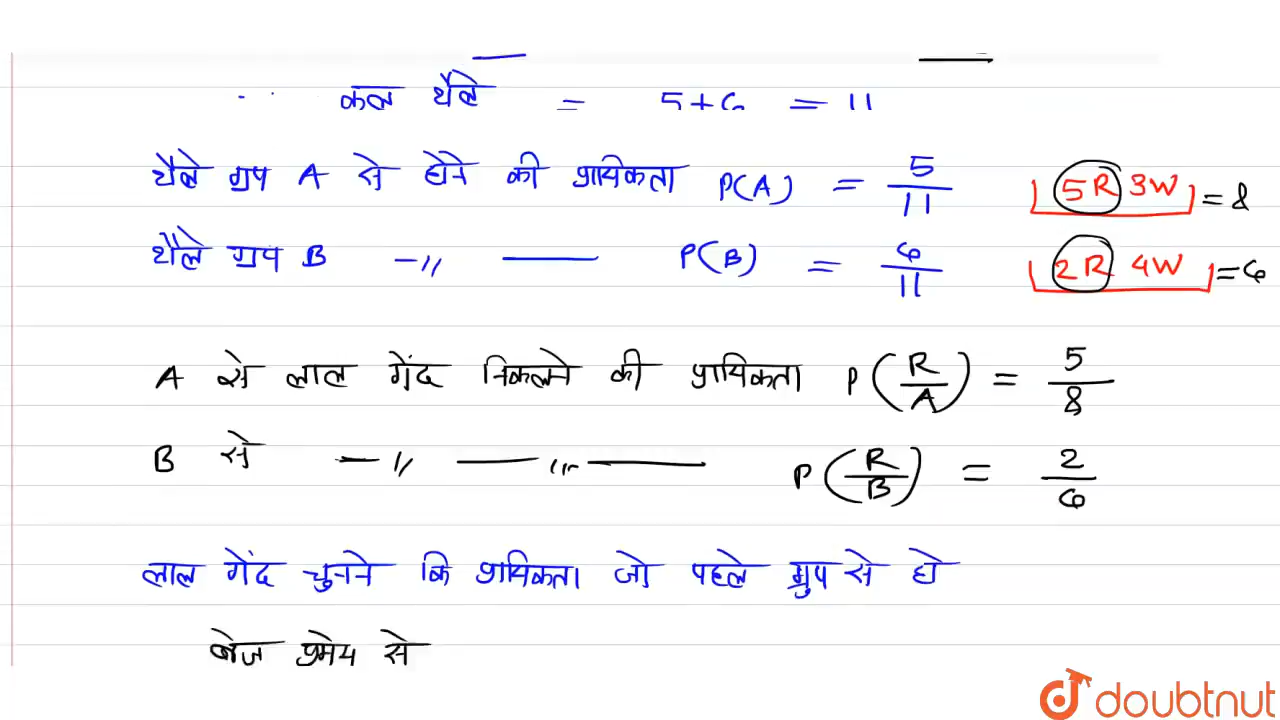 ∴ कुल थैले = 5+6 = 11
थैले ग्रुप A से होने की प्रायिकता P(A) = 5/11 5R 3W = 8
थैले ग्रुप B —〃— P(B) = 6/11 2R 4W = 6
A से लाल गेंद निकलने की प्रायिकता P(R/A) = 5/8
B से —〃— 〃— P(R/B) = 2/6
लाल गेंद चुनने कि प्रायिकता जो पहले ग्रुप से हो
बेज प्रमेय से
doubtnut